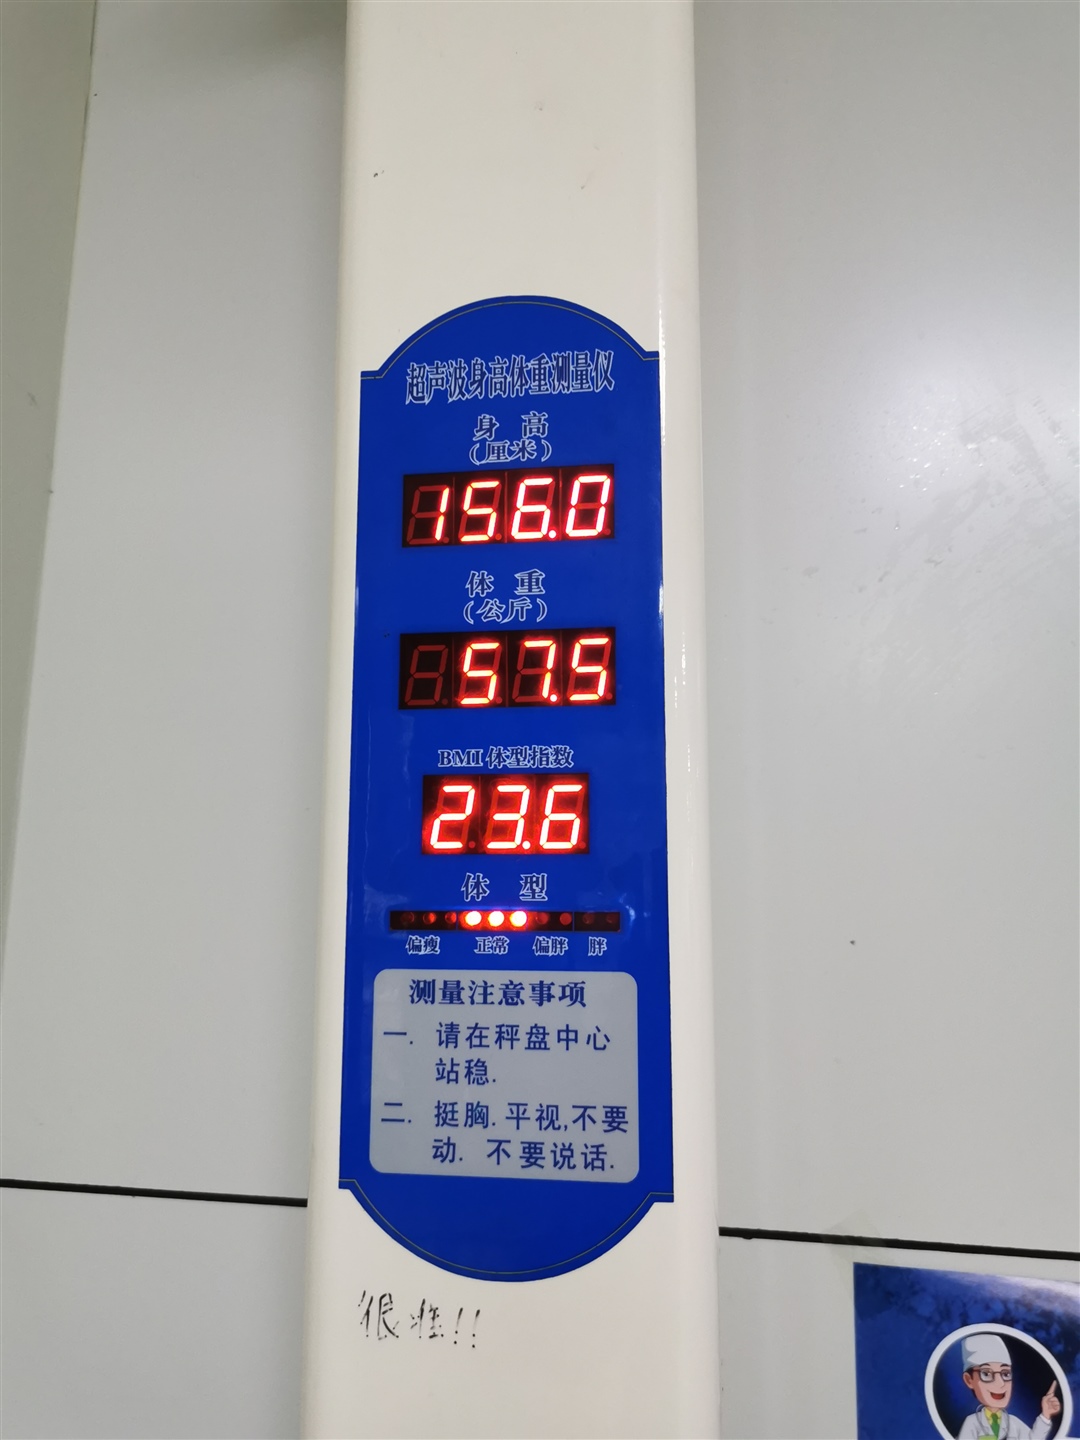 超声波身高体重测量仪
身 高
(厘米)
156.0
体 重
(公斤)
57.5
BMI 体型指数
23.6
体 型
偏瘦 正常 偏胖 胖
测量注意事项
一. 请在秤盘中心
站稳.
二. 挺胸.平视,不要
动. 不要说话.
很准!!